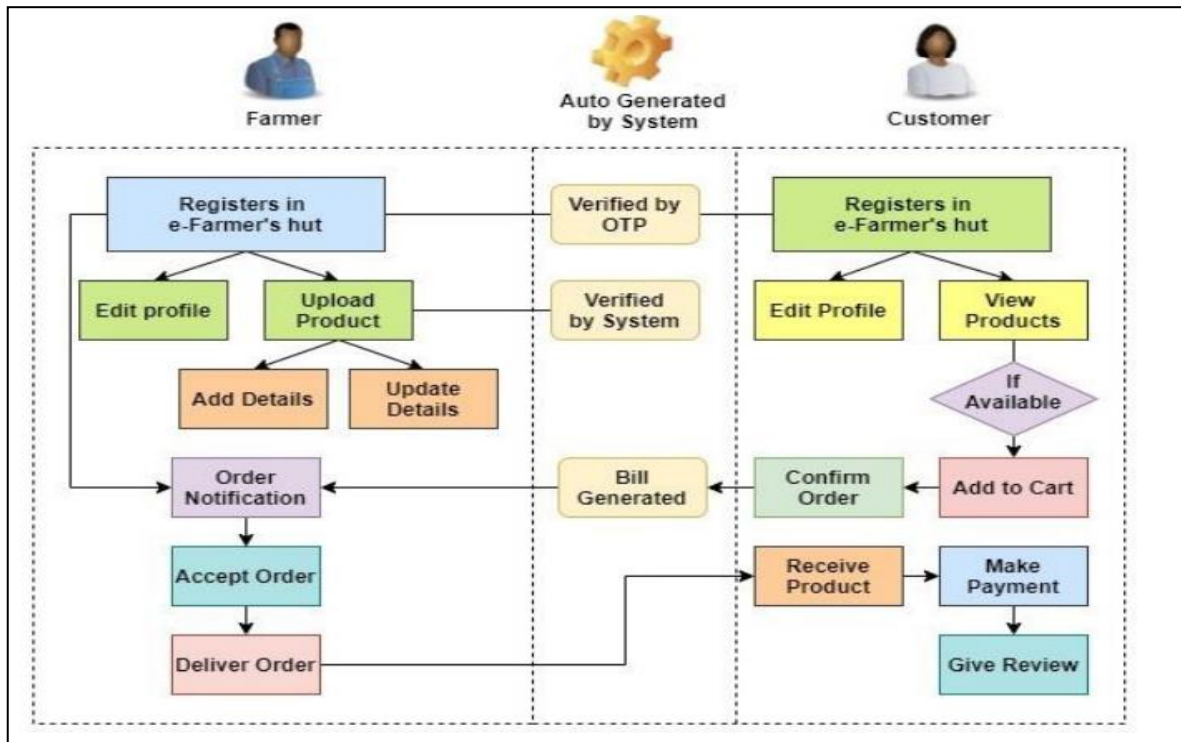 Farmer
Auto Generated
by System
Customer
Registers in
e-Farmer's hut
Verified by
OTP
Registers in
e-Farmer's hut
Edit profile
Upload
Product
Verified
by System
Edit Profile
View
Products
Add Details
Update
Details
If
Available
Order
Notification
Bill
Generated
Confirm
Order
Add to Cart
Accept Order
Receive
Product
Make
Payment
Deliver Order
Give Review